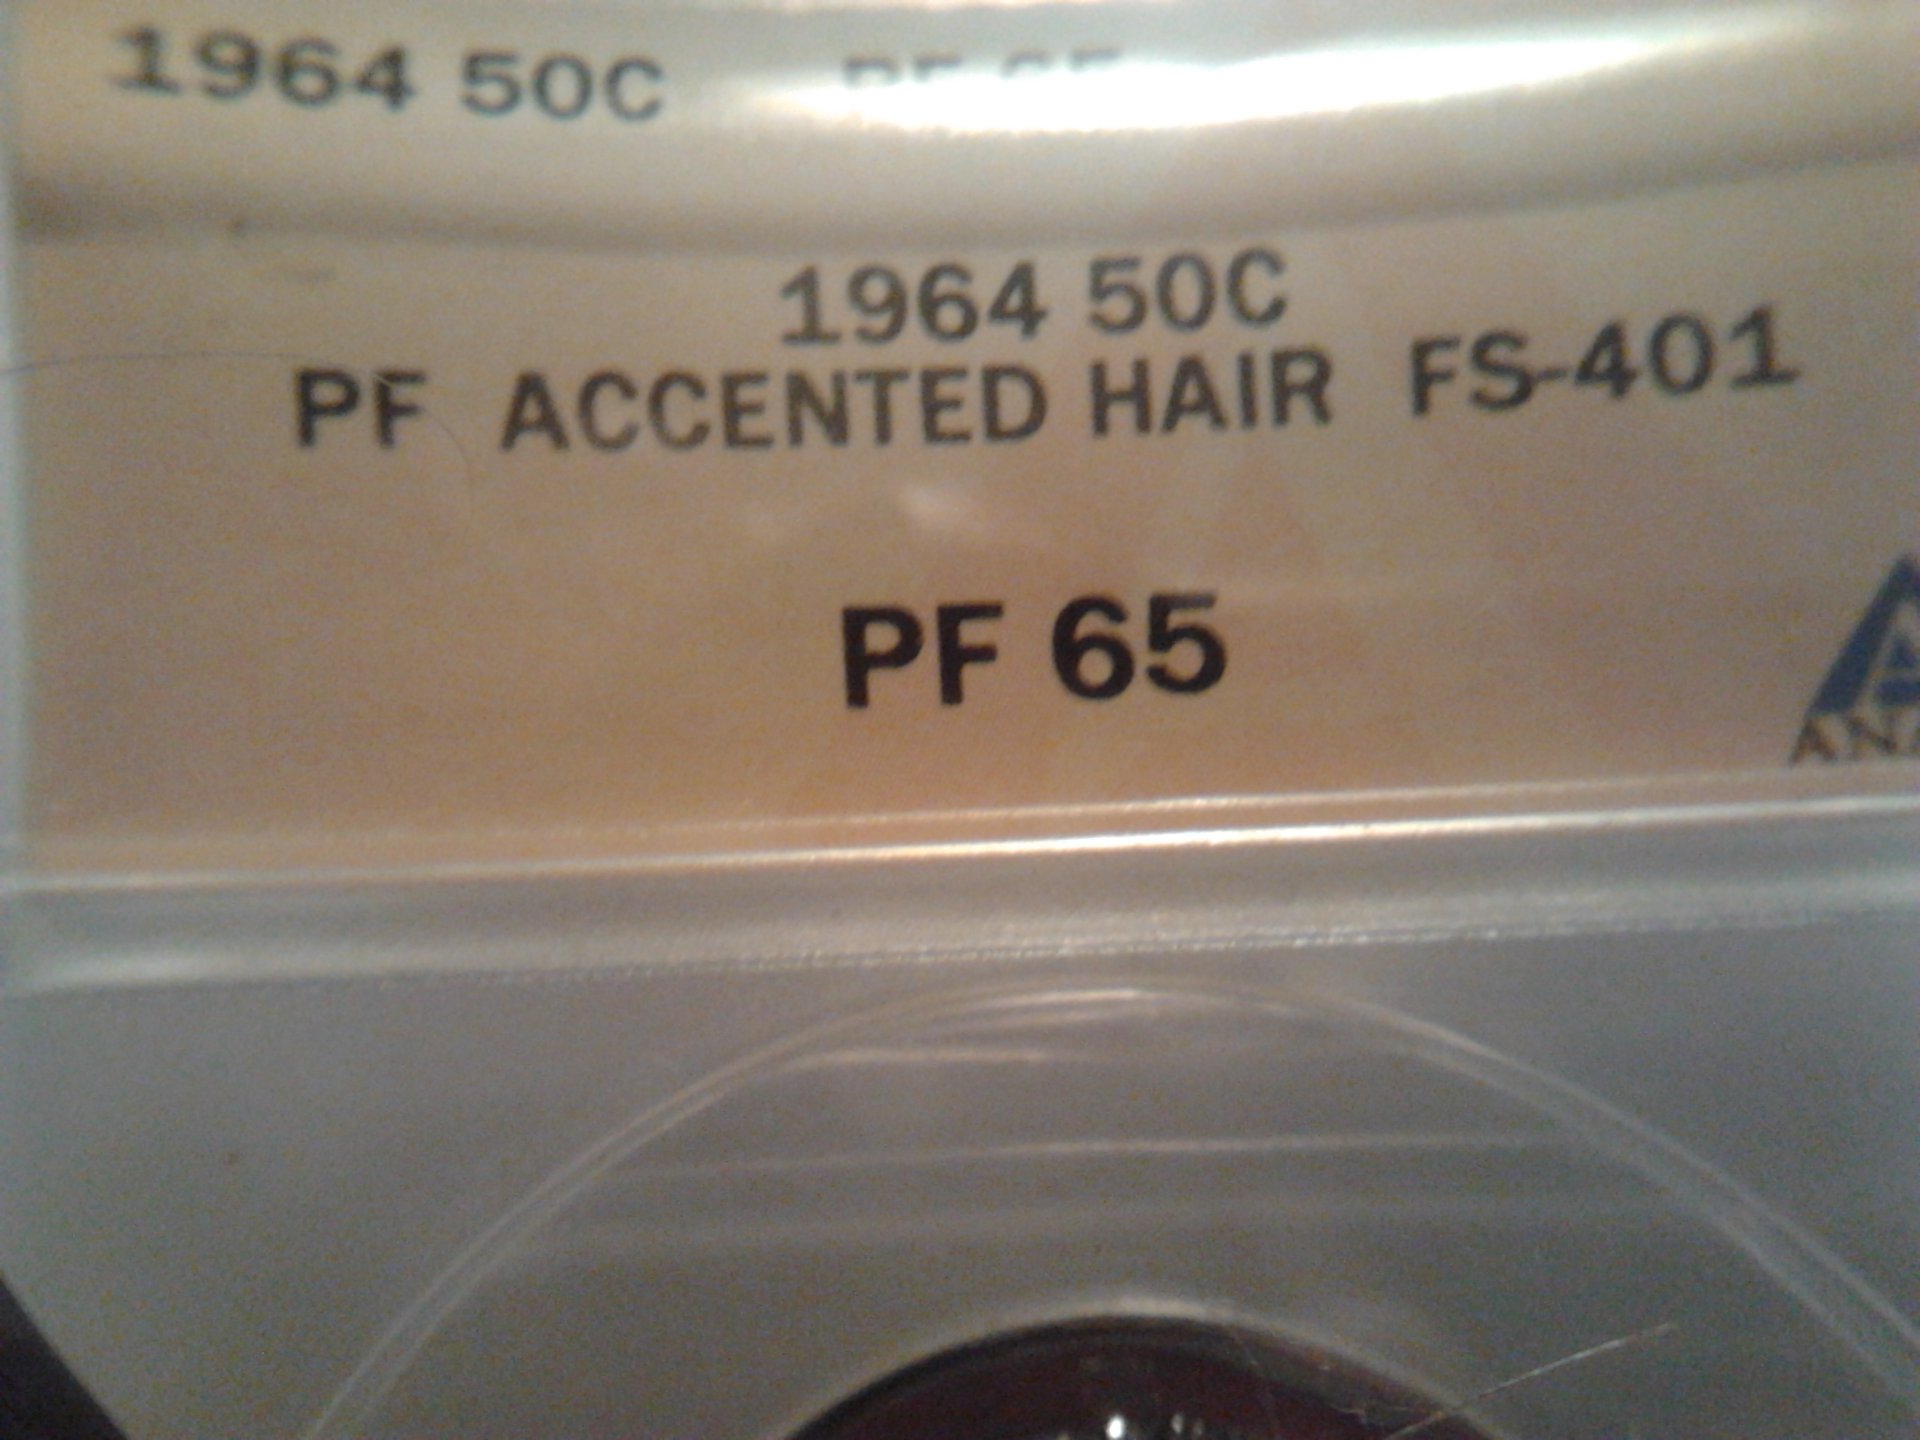 1964 50C
1964 50C
PF ACCENTED HAIR FS-401
PF 65